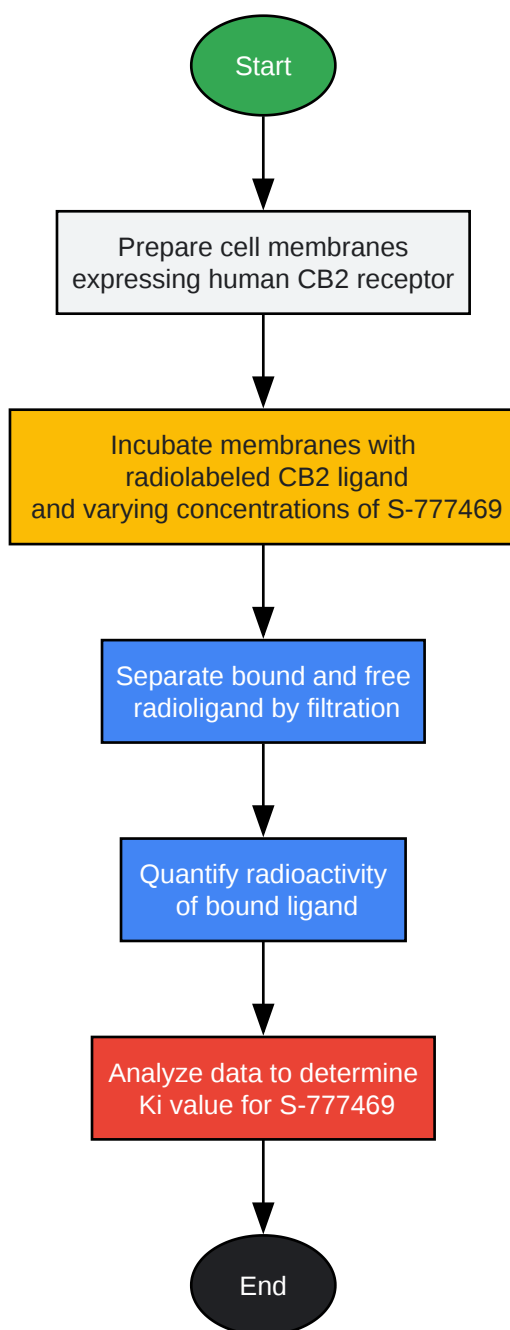 Start
Prepare cell membranes
expressing human CB2 receptor
Incubate membranes with
radiolabeled CB2 ligand
and varying concentrations of S-777469
Separate bound and free
radioligand by filtration
Quantify radioactivity
of bound ligand
Analyze data to determine
Ki value for S-777469
End